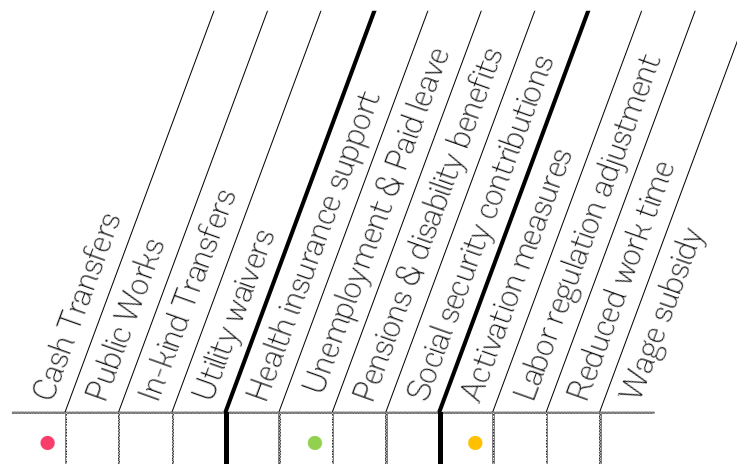 Cash Transfers
Public Works
In-kind Transfers
Utility waivers
Health insurance support
Unemployment & Paid leave
Pensions & disability benefits
Social security contributions
Activation measures
Labor regulation adjustment
Reduced work time
Wage subsidy